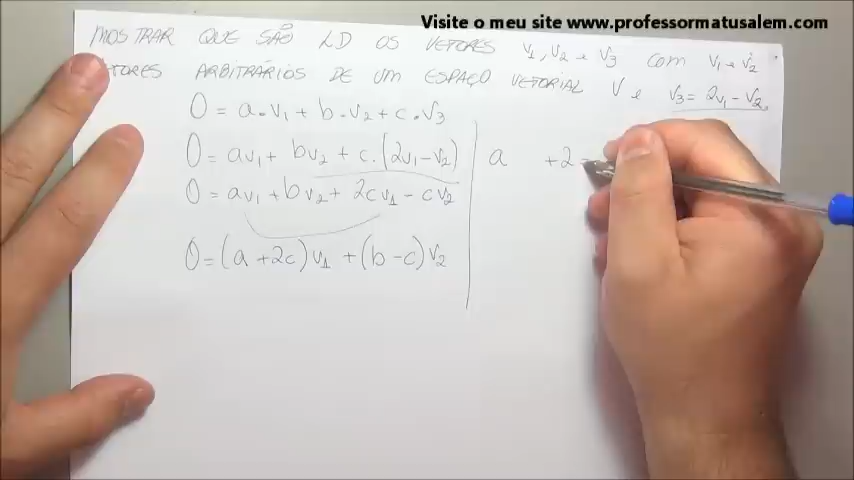 Visite o meu site www.professormatusalem.com
MOSTRAR QUE SÃO LD OS VETORES v₁, v₂ e v₃ com v₁ e v₂
TORES ARBITRÁRIOS DE UM ESPAÇO VETORIAL V e v₃ = 2v₁ - v₂.
0 = a.v₁ + b.v₂ + c.v₃
0 = av₁ + bv₂ + c.(2v₁ - v₂)
0 = av₁ + bv₂ + 2cv₁ - cv₂
0 = (a + 2c)v₁ + (b - c)v₂
a + 2